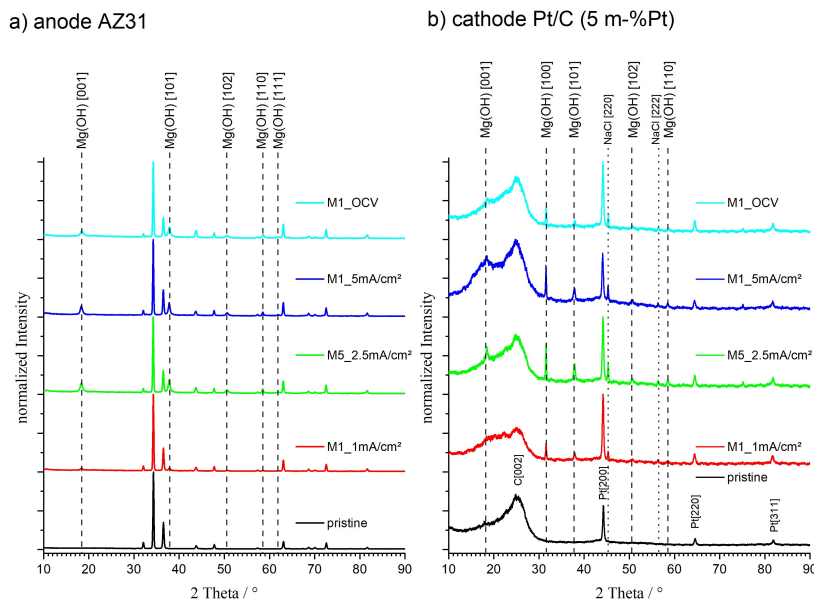 a) anode AZ31
b) cathode Pt/C (5 m-%Pt)
Mg(OH) [001]
Mg(OH) [101]
Mg(OH) [102]
Mg(OH) [110]
Mg(OH) [111]
normalized Intensity
M1_OCV
M1_5mA/cm²
M5_2.5mA/cm²
M1_1mA/cm²
pristine
10 20 30 40 50 60 70 80 90
2 Theta / °
Mg(OH) [001]
Mg(OH) [100]
Mg(OH) [101]
NaCl [220]
Mg(OH) [102]
NaCl [222]
Mg(OH) [110]
normalized Intensity
M1_OCV
M1_5mA/cm²
M5_2.5mA/cm²
M1_1mA/cm²
pristine
C[002]
Pt[200]
Pt[220]
Pt[311]
10 20 30 40 50 60 70 80 90
2 Theta / °